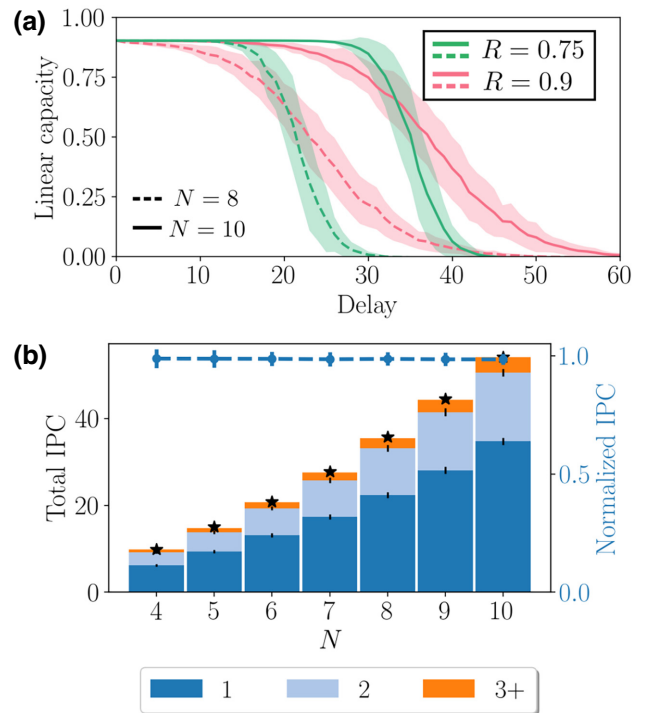 (a)
1.00
0.75
0.50
0.25
0.00
Linear capacity
R = 0.75
R = 0.9
N = 8
N = 10
0 10 20 30 40 50 60
Delay
(b)
40
20
0
Total IPC
1.0
0.5
0.0
Normalized IPC
4 5 6 7 8 9 10
N
1 2 3+